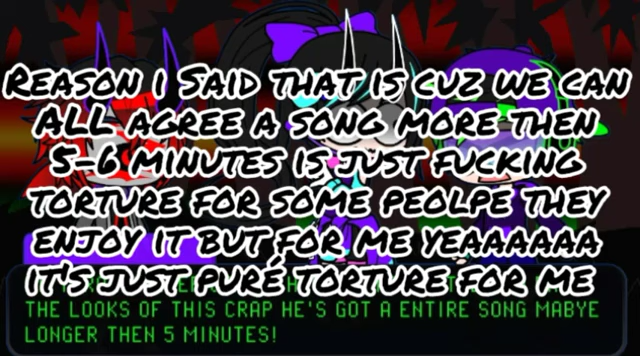 Reason I Said that is cuz we can
ALL agree a song more then
5-6 minutes is just fucking
torture for some peolpe they
enjoy it but for me yeaaaaaa
it's just puré torture for me
THE LOOKS OF THIS CRAP HE'S GOT A ENTIRE SONG MABYE
LONGER THEN 5 MINUTES!